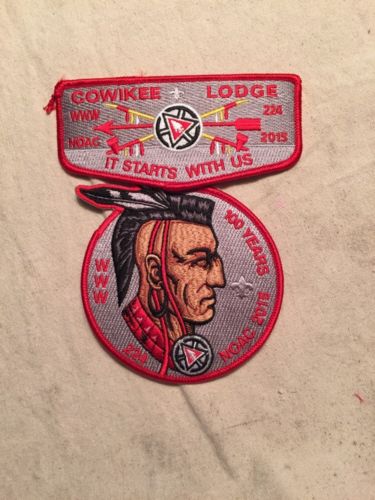 COWIKEE LODGE
WWW 224
NOAC 2015
IT STARTS WITH US
100 YEARS
WWW
224
NOAC 2015